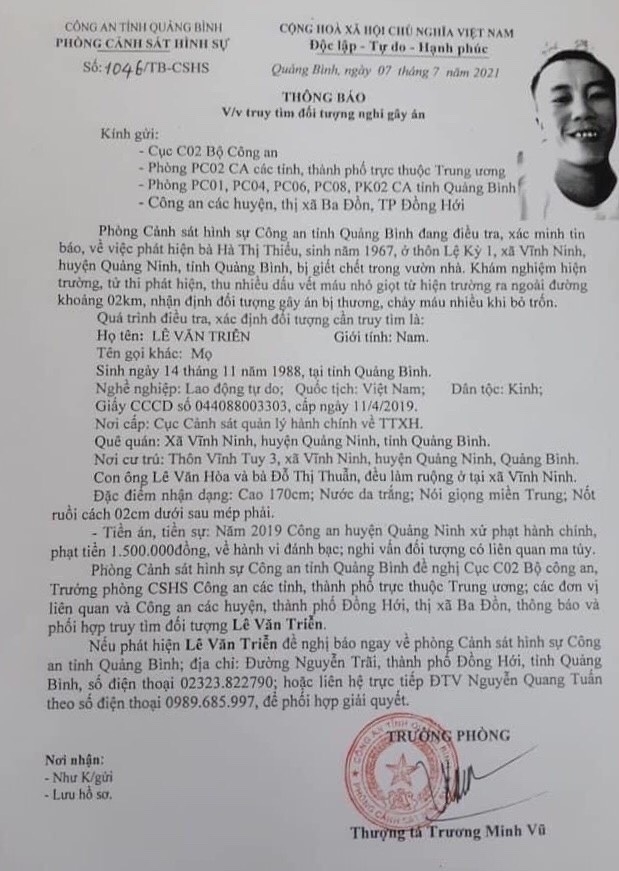 CÔNG AN TỈNH QUẢNG BÌNH
PHÒNG CẢNH SÁT HÌNH SỰ
Số: 1046/TB-CSHS
CỘNG HOÀ XÃ HỘI CHỦ NGHĨA VIỆT NAM
Độc lập - Tự do - Hạnh phúc
Quảng Bình, ngày 07 tháng 7 năm 2021
THÔNG BÁO
V/v truy tìm đối tượng nghi gây án
Kính gửi:
- Cục C02 Bộ Công an
- Phòng PC02 CA các tỉnh, thành phố trực thuộc Trung ương
- Phòng PC01, PC04, PC06, PC08, PK02 CA tỉnh Quảng Bình
- Công an các huyện, thị xã Ba Đồn, TP Đồng Hới
Phòng Cảnh sát hình sự Công an tỉnh Quảng Bình đang điều tra, xác minh tin
báo, về việc phát hiện bà Hà Thị Thiểu, sinh năm 1967, ở thôn Lệ Kỳ 1, xã Vĩnh Ninh,
huyện Quảng Ninh, tỉnh Quảng Bình, bị giết chết trong vườn nhà. Khám nghiệm hiện
trường, tử thi phát hiện, thu nhiều dấu vết máu nhỏ giọt từ hiện trường ra ngoài đường
khoảng 02km, nhận định đối tượng gây án bị thương, chảy máu nhiều khi bỏ trốn.
Quá trình điều tra, xác định đối tượng cần truy tìm là:
Họ tên: LÊ VĂN TRIỂN Giới tính: Nam.
Tên gọi khác: Mọ
Sinh ngày 14 tháng 11 năm 1988, tại tỉnh Quảng Bình.
Nghề nghiệp: Lao động tự do; Quốc tịch: Việt Nam; Dân tộc: Kinh;
Giấy CCCD số 044088003303, cấp ngày 11/4/2019.
Nơi cấp: Cục Cảnh sát quản lý hành chính về TTXH.
Quê quán: Xã Vĩnh Ninh, huyện Quảng Ninh, tỉnh Quảng Bình.
Nơi cư trú: Thôn Vĩnh Tuy 3, xã Vĩnh Ninh, huyện Quảng Ninh, Quảng Bình.
Con ông Lê Văn Hòa và bà Đỗ Thị Thuẫn, đều làm ruộng ở tại xã Vĩnh Ninh.
Đặc điểm nhận dạng: Cao 170cm; Nước da trắng; Nói giọng miền Trung; Nốt
ruồi cách 02cm dưới sau mép phải.
- Tiền án, tiền sự: Năm 2019 Công an huyện Quảng Ninh xử phạt hành chính,
phạt tiền 1.500.000đồng, về hành vi đánh bạc; nghi vấn đối tượng có liên quan ma túy.
Phòng Cảnh sát hình sự Công an tỉnh Quảng Bình đề nghị Cục C02 Bộ công an,
Trưởng phòng CSHS Công an các tỉnh, thành phố trực thuộc Trung ương; các đơn vị
liên quan và Công an các huyện, thành phố Đồng Hới, thị xã Ba Đồn, thông báo và
phối hợp truy tìm đối tượng Lê Văn Triển.
Nếu phát hiện Lê Văn Triển đề nghị báo ngay về phòng Cảnh sát hình sự Công
an tỉnh Quảng Bình; địa chỉ: Đường Nguyễn Trãi, thành phố Đồng Hới, tỉnh Quảng
Bình, số điện thoại 02323.822790; hoặc liên hệ trực tiếp ĐTV Nguyễn Quang Tuấn
theo số điện thoại 0989.685.997, để phối hợp giải quyết.
TRƯỞNG PHÒNG
Nơi nhận:
- Như K/gửi
- Lưu hồ sơ.
Thượng tá Trương Minh Vũ